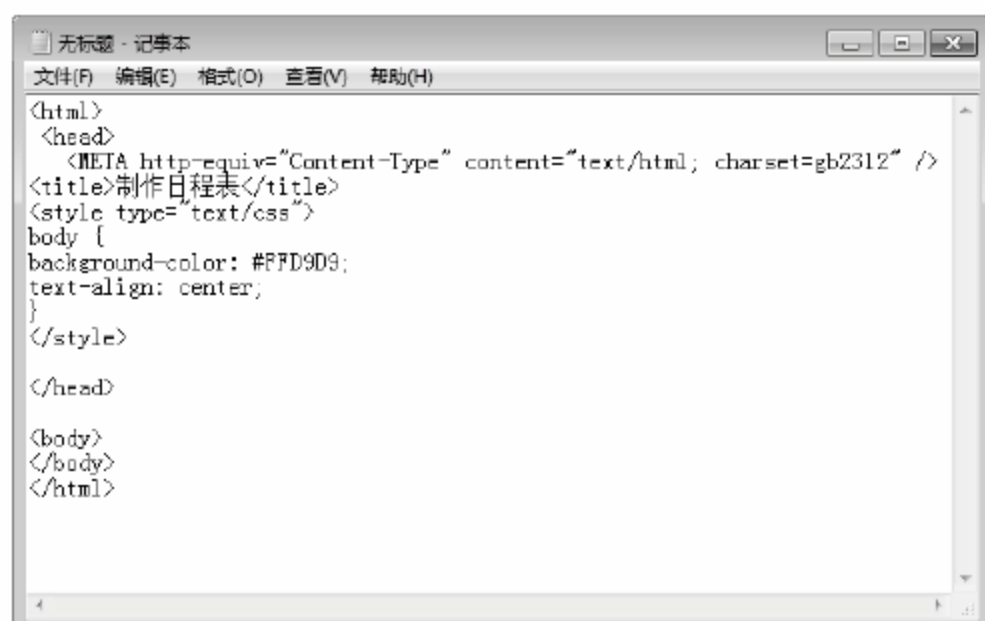 无标题 - 记事本
文件(F) 编辑(E) 格式(O) 查看(V) 帮助(H)
<html>
<head>
<META http-equiv="Content-Type" content="text/html; charset=gb2312" />
<title>制作日程表</title>
<style type="text/css">
body {
background-color: #FFD9D9;
text-align: center;
}
</style>
</head>
<body>
</body>
</html>